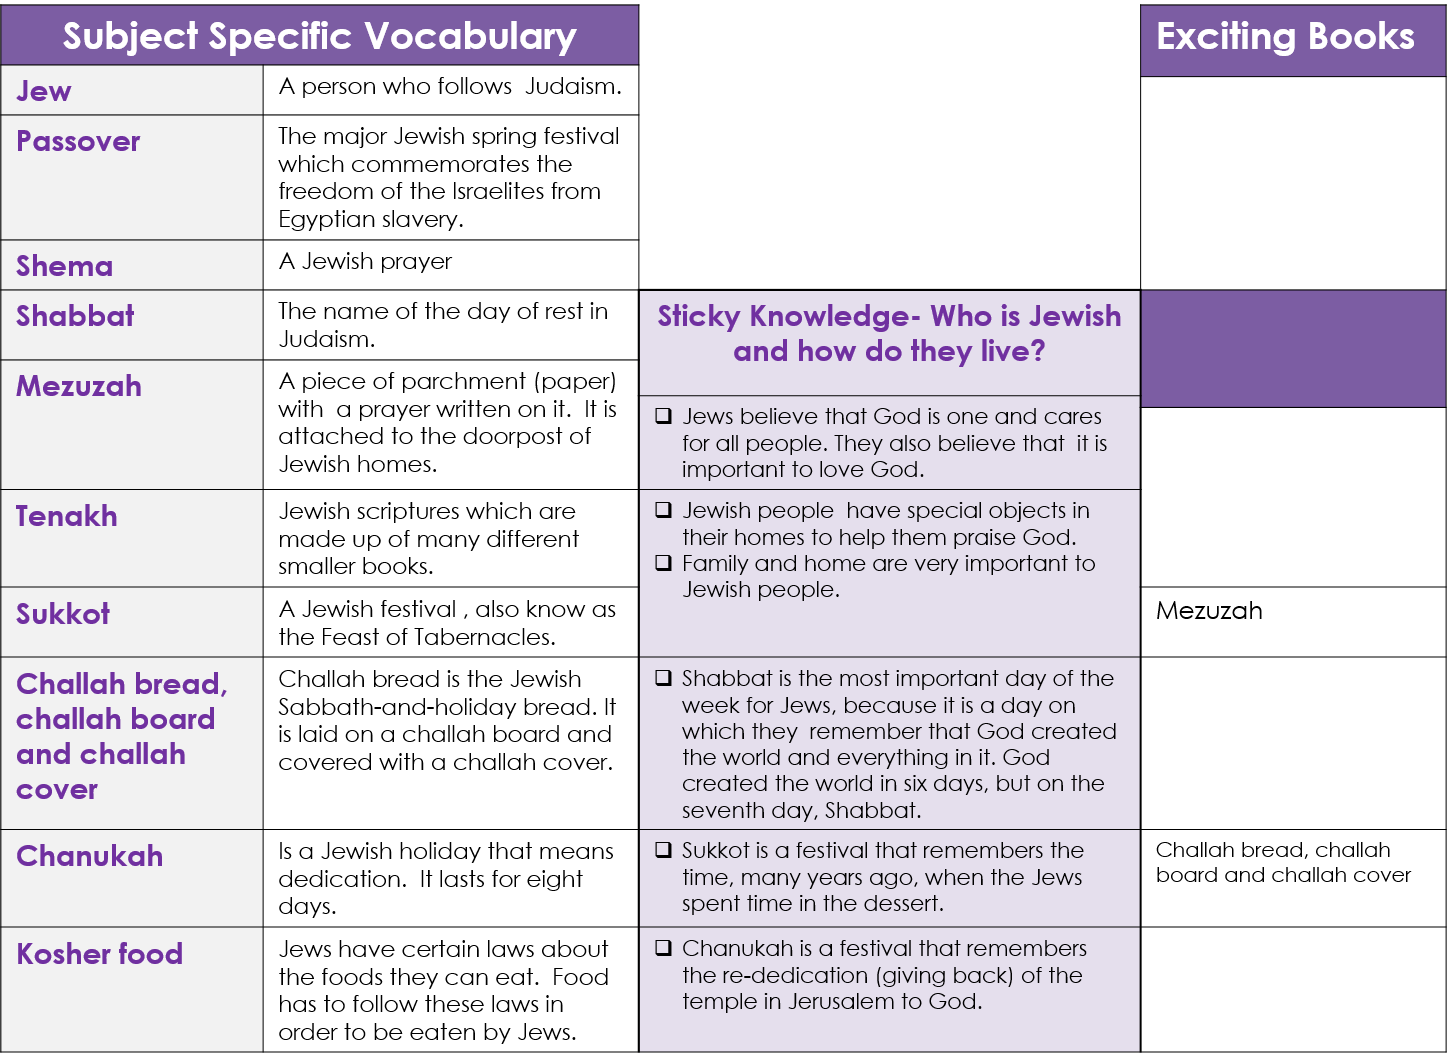 Subject Specific Vocabulary
Jew
A person who follows  Judaism.
Passover
The major Jewish spring festival
which commemorates the
freedom of the Israelites from
Egyptian slavery.
Shema
A Jewish prayer
Shabbat
The name of the day of rest in
Judaism.
Mezuzah
A piece of parchment (paper)
with  a prayer written on it.  It is
attached to the doorpost of
Jewish homes.
Tenakh
Jewish scriptures which are
made up of many different
smaller books.
Sukkot
A Jewish festival , also know as
the Feast of Tabernacles.
Challah bread,
challah board
and challah
cover
Challah bread is the Jewish
Sabbath-and-holiday bread. It
is laid on a challah board and
covered with a challah cover.
Chanukah
Is a Jewish holiday that means
dedication.  It lasts for eight
days.
Kosher food
Jews have certain laws about
the foods they can eat.  Food
has to follow these laws in
order to be eaten by Jews.
Sticky Knowledge- Who is Jewish
and how do they live?
❑ Jews believe that God is one and cares
for all people. They also believe that  it is
important to love God.
❑ Jewish people  have special objects in
their homes to help them praise God.
❑ Family and home are very important to
Jewish people.
❑ Shabbat is the most important day of the
week for Jews, because it is a day on
which they  remember that God created
the world and everything in it. God
created the world in six days, but on the
seventh day, Shabbat.
❑ Sukkot is a festival that remembers the
time, many years ago, when the Jews
spent time in the dessert.
❑ Chanukah is a festival that remembers
the re-dedication (giving back) of the
temple in Jerusalem to God.
Exciting Books
Mezuzah
Challah bread, challah
board and challah cover